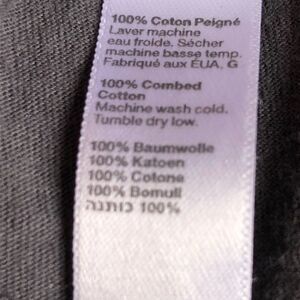 100% Coton Peigné
Laver machine
eau froide. Sécher
machine basse temp.
Fabriqué aux ÉUA, G
100% Combed
Cotton
Machine wash cold.
Tumble dry low.
100% Baumwolle
100% Katoen
100% Cotone
100% Bomull
100% כותנה